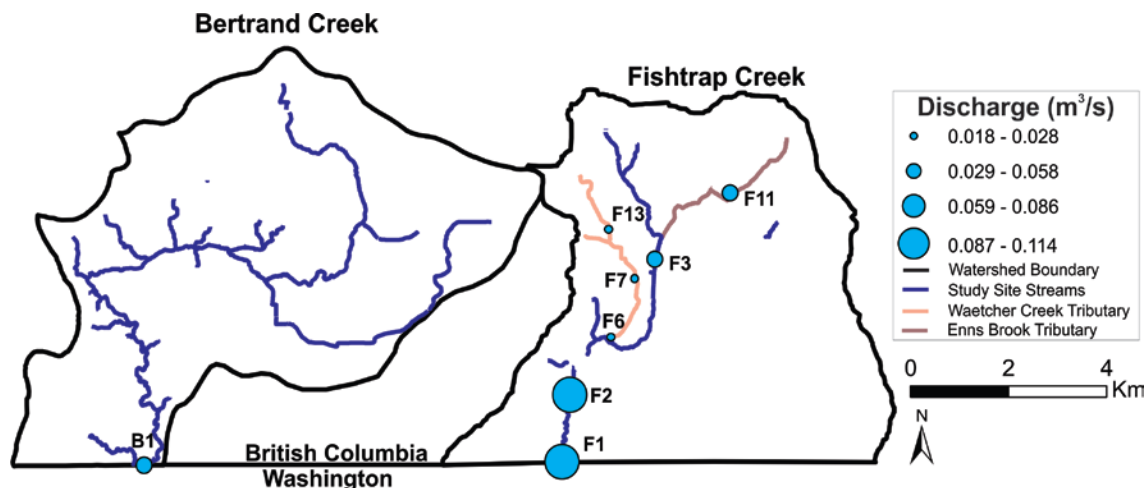 Bertrand Creek
Fishtrap Creek
Discharge (m³/s)
0.018 - 0.028
0.029 - 0.058
0.059 - 0.086
0.087 - 0.114
Watershed Boundary
Study Site Streams
Waetcher Creek Tributary
Enns Brook Tributary
F11
F13
F3
F7
F6
0 2 4
Km
F2
N
B1
F1
British Columbia
Washington